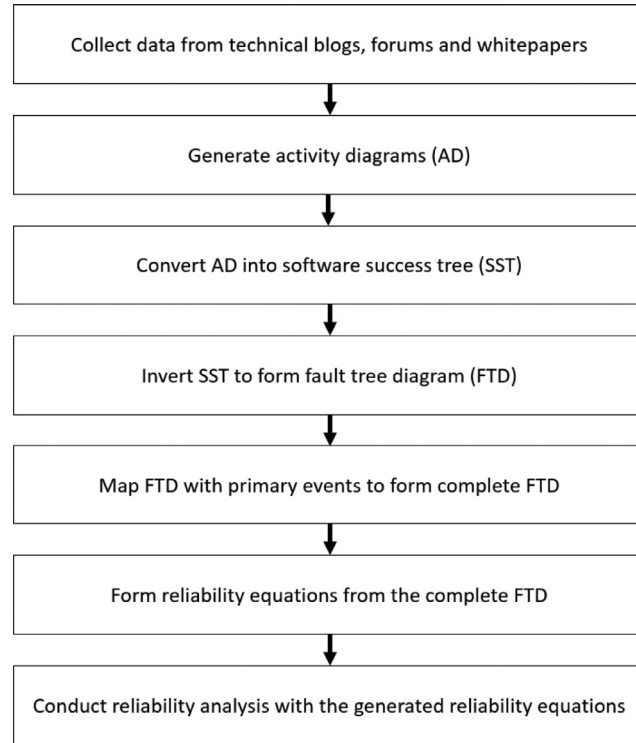 Collect data from technical blogs, forums and whitepapers
Generate activity diagrams (AD)
Convert AD into software success tree (SST)
Invert SST to form fault tree diagram (FTD)
Map FTD with primary events to form complete FTD
Form reliability equations from the complete FTD
Conduct reliability analysis with the generated reliability equations